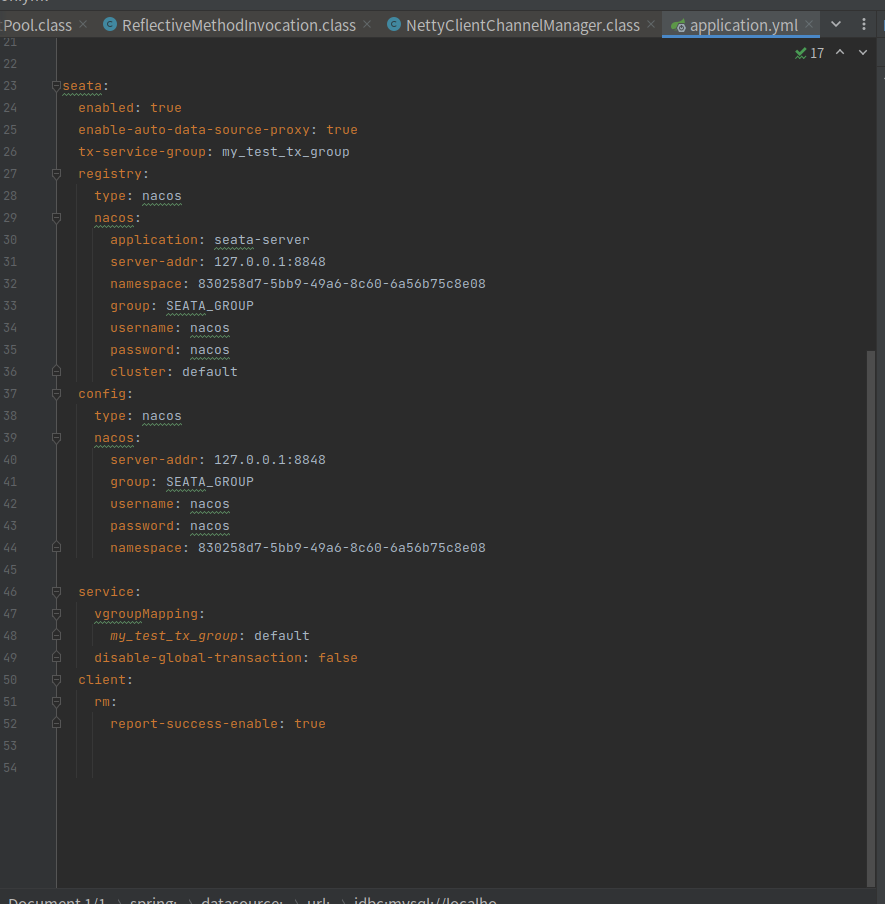 Pool.class ReflectiveMethodInvocation.class NettyClientChannelManager.class application.yml
17
21
22
23 seata:
24   enabled: true
25   enable-auto-data-source-proxy: true
26   tx-service-group: my_test_tx_group
27   registry:
28     type: nacos
29     nacos:
30       application: seata-server
31       server-addr: 127.0.0.1:8848
32       namespace: 830258d7-5bb9-49a6-8c60-6a56b75c8e08
33       group: SEATA_GROUP
34       username: nacos
35       password: nacos
36       cluster: default
37   config:
38     type: nacos
39     nacos:
40       server-addr: 127.0.0.1:8848
41       group: SEATA_GROUP
42       username: nacos
43       password: nacos
44       namespace: 830258d7-5bb9-49a6-8c60-6a56b75c8e08
45
46   service:
47     vgroupMapping:
48       my_test_tx_group: default
49     disable-global-transaction: false
50   client:
51     rm:
52       report-success-enable: true
53
54
Document 1/1 › spring: › datasource: › url: › jdbc:mysql://localho...